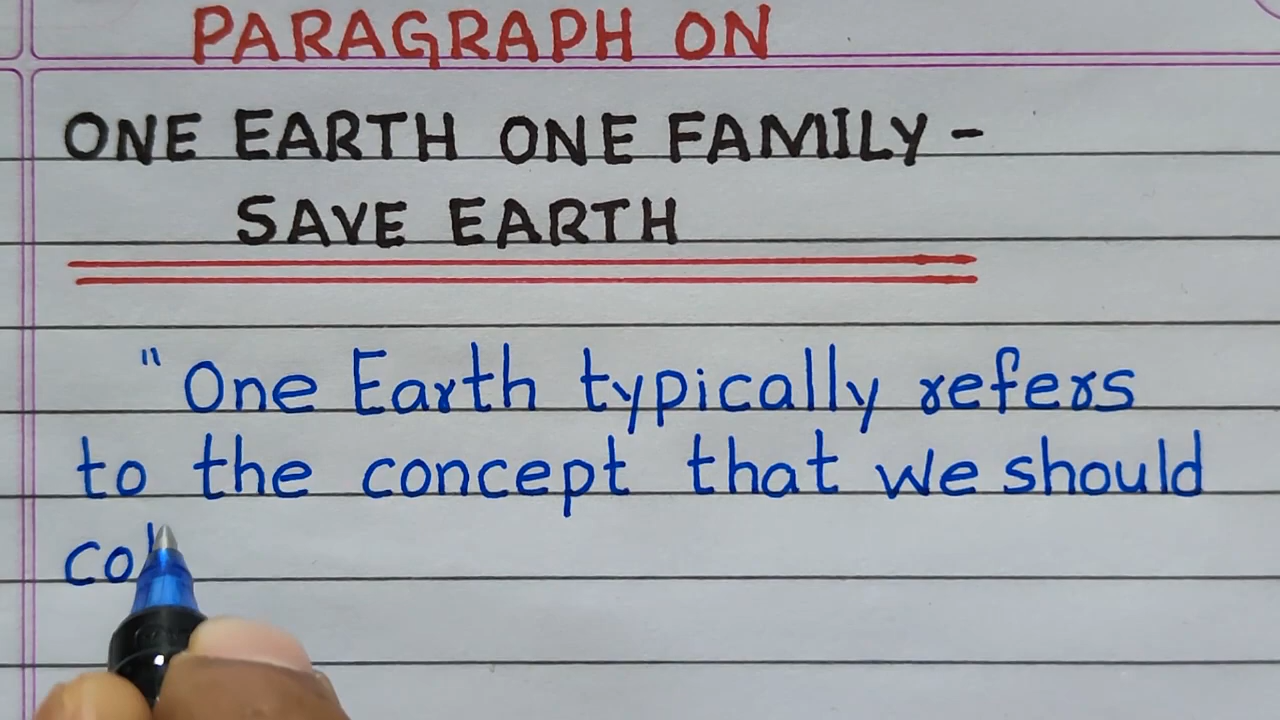 PARAGRAPH ON
ONE EARTH ONE FAMILY -
SAVE EARTH
"One Earth typically refers
to the concept that we should